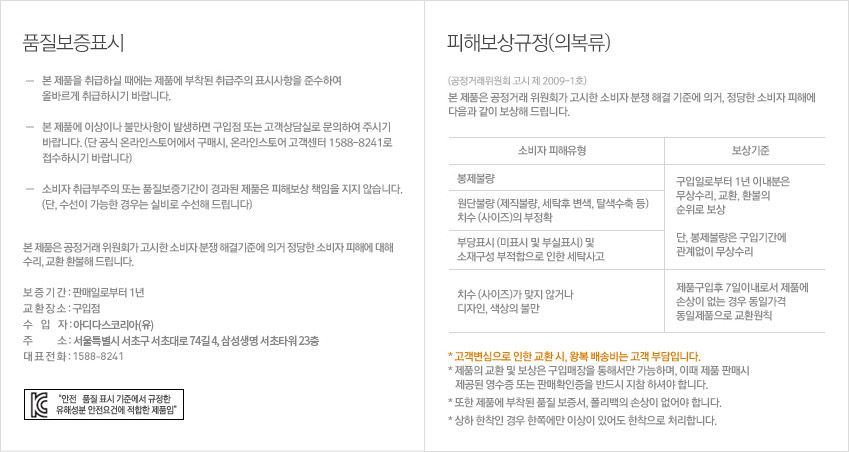 품질보증표시
— 본 제품을 취급하실 때에는 제품에 부착된 취급주의 표시사항을 준수하여
올바르게 취급하시기 바랍니다.
— 본 제품에 이상이나 불만사항이 발생하면 구입점 또는 고객상담실로 문의하여 주시기
바랍니다. (단 공식 온라인스토어에서 구매시, 온라인스토어 고객센터 1588-8241로
접수하시기 바랍니다)
— 소비자 취급부주의 또는 품질보증기간이 경과된 제품은 피해보상 책임을 지지 않습니다.
(단, 수선이 가능한 경우는 실비로 수선해 드립니다)
본 제품은 공정거래 위원회가 고시한 소비자 분쟁 해결기준에 의거 정당한 소비자 피해에 대해
수리, 교환 환불해 드립니다.
보증기간 : 판매일로부터 1년
교환장소 : 구입점
수 입 자 : 아디다스코리아(유)
주 소 : 서울특별시 서초구 서초대로 74길 4, 삼성생명 서초타워 23층
대표전화 : 1588-8241
"안전 품질 표시 기준에서 규정한
유해성분 안전요건에 적합한 제품임"
피해보상규정(의복류)
(공정거래위원회 고시 제 2009-1호)
본 제품은 공정거래 위원회가 고시한 소비자 분쟁 해결 기준에 의거, 정당한 소비자 피해에
다음과 같이 보상해 드립니다.
소비자 피해유형 보상기준
봉제불량
원단불량 (제직불량, 세탁후 변색, 탈색수축 등)
치수 (사이즈)의 부정확
부당표시 (미표시 및 부실표시) 및
소재구성 부적합으로 인한 세탁사고
구입일로부터 1년 이내분은
무상수리, 교환, 환불의
순위로 보상
단, 봉제불량은 구입기간에
관계없이 무상수리
치수 (사이즈)가 맞지 않거나
디자인, 색상의 불만
제품구입후 7일이내로서 제품에
손상이 없는 경우 동일가격
동일제품으로 교환원칙
* 고객변심으로 인한 교환 시, 왕복 배송비는 고객 부담입니다.
* 제품의 교환 및 보상은 구입매장을 통해서만 가능하며, 이때 제품 판매시
제공된 영수증 또는 판매확인증을 반드시 지참 하셔야 합니다.
* 또한 제품에 부착된 품질 보증서, 폴리백의 손상이 없어야 합니다.
* 상하 한착인 경우 한쪽에만 이상이 있어도 한착으로 처리합니다.